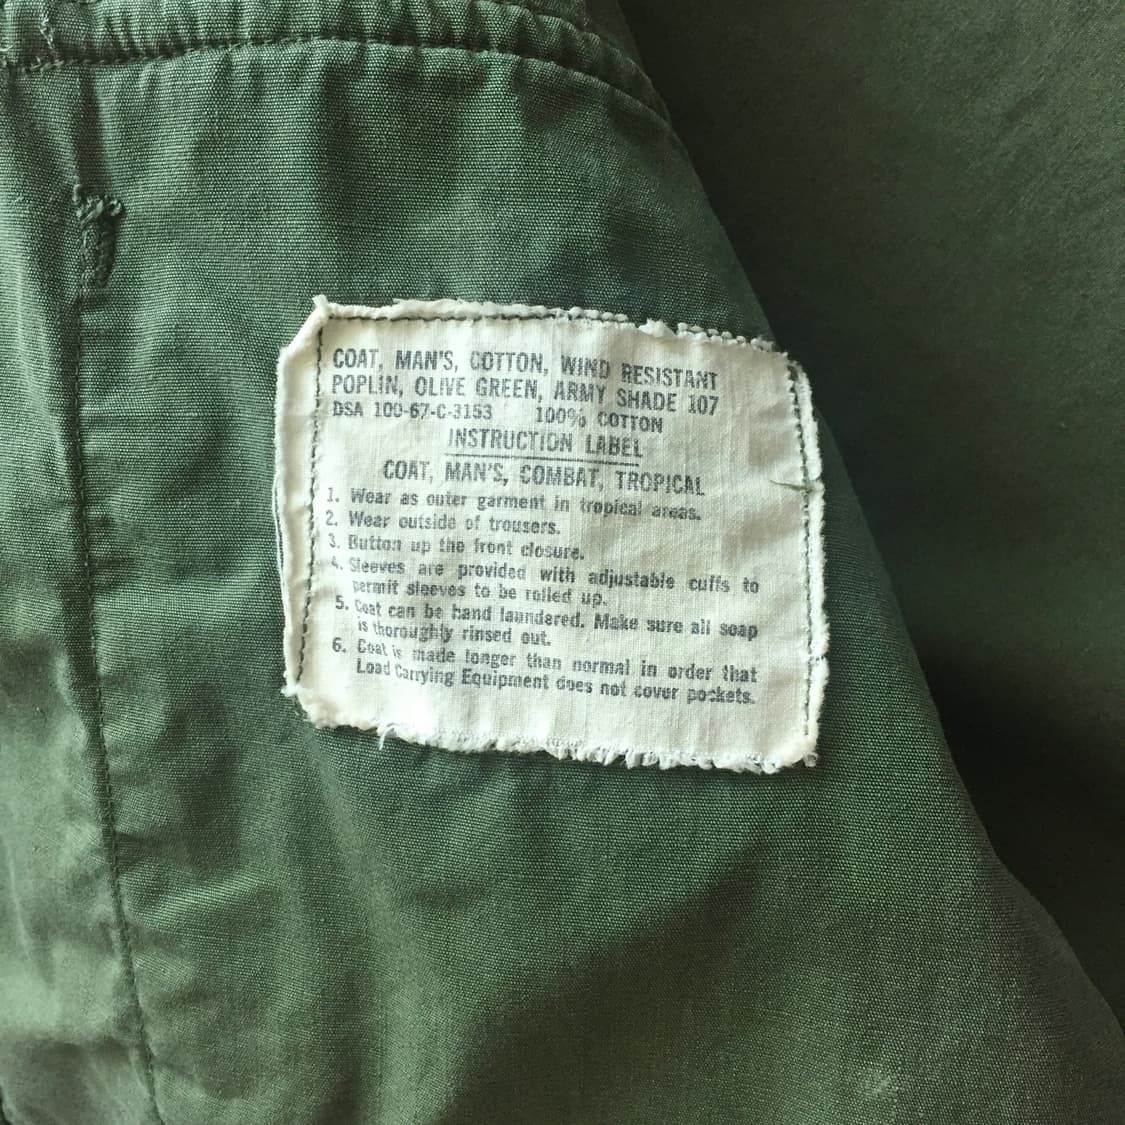 COAT, MAN'S, COTTON, WIND RESISTANT
POPLIN, OLIVE GREEN, ARMY SHADE 107
DSA 100-67-C-3153 100% COTTON
INSTRUCTION LABEL
COAT, MAN'S, COMBAT, TROPICAL
1. Wear as outer garment in tropical areas.
2. Wear outside of trousers.
3. Button up the front closure.
4. Sleeves are provided with adjustable cuffs to
permit sleeves to be rolled up.
5. Coat can be hand laundered. Make sure all soap
is thoroughly rinsed out.
6. Coat is made longer than normal in order that
Load Carrying Equipment does not cover pockets.